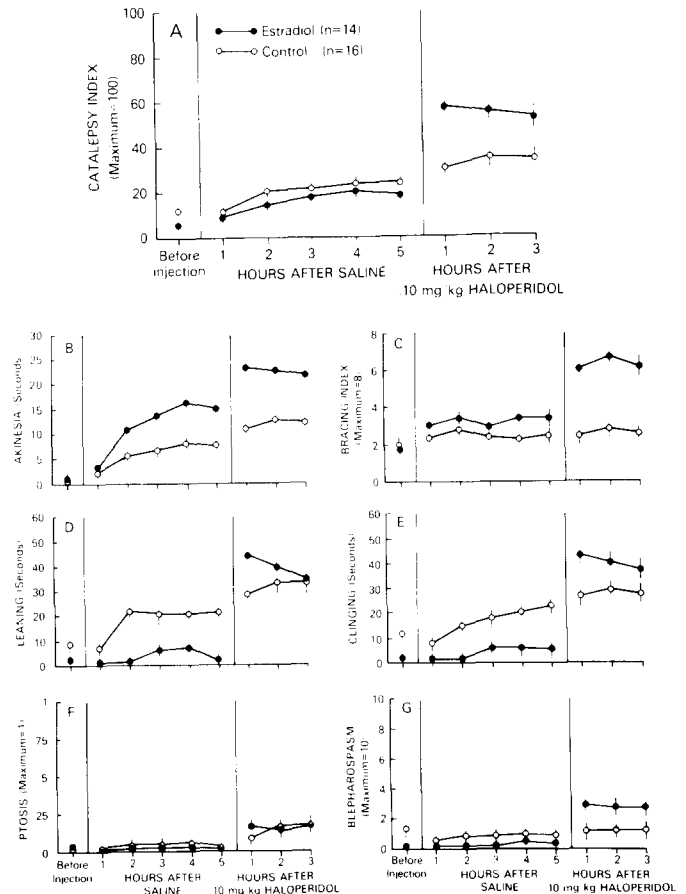 A
Estradiol (n=14)
Control (n=16)
CATALEPSY INDEX
(Maximum=100)
100
80
60
40
20
0
Before
injection
1 2 3 4 5
HOURS AFTER SALINE
1 2 3
HOURS AFTER
.10 mg/kg HALOPERIDOL
B
AKINESIA (Seconds)
30
25
20
15
10
5
0
C
BRACING INDEX
(Maximum=8)
8
6
4
2
0
D
LEANING (Seconds)
60
50
40
30
20
10
0
E
CLINGING (Seconds)
60
50
40
30
20
10
0
F
PTOSIS (Maximum=1)
1
75
5
25
0
Before
injection
1 2 3 4 5
HOURS AFTER
SALINE
1 2 3
HOURS AFTER
10 mg/kg HALOPERIDOL
G
BLEPHAROSPASM
(Maximum=10)
10
8
6
4
2
0
Before
injection
1 2 3 4 5
HOURS AFTER
SALINE
1 2 3
HOURS AFTER
10 mg/kg HALOPERIDOL